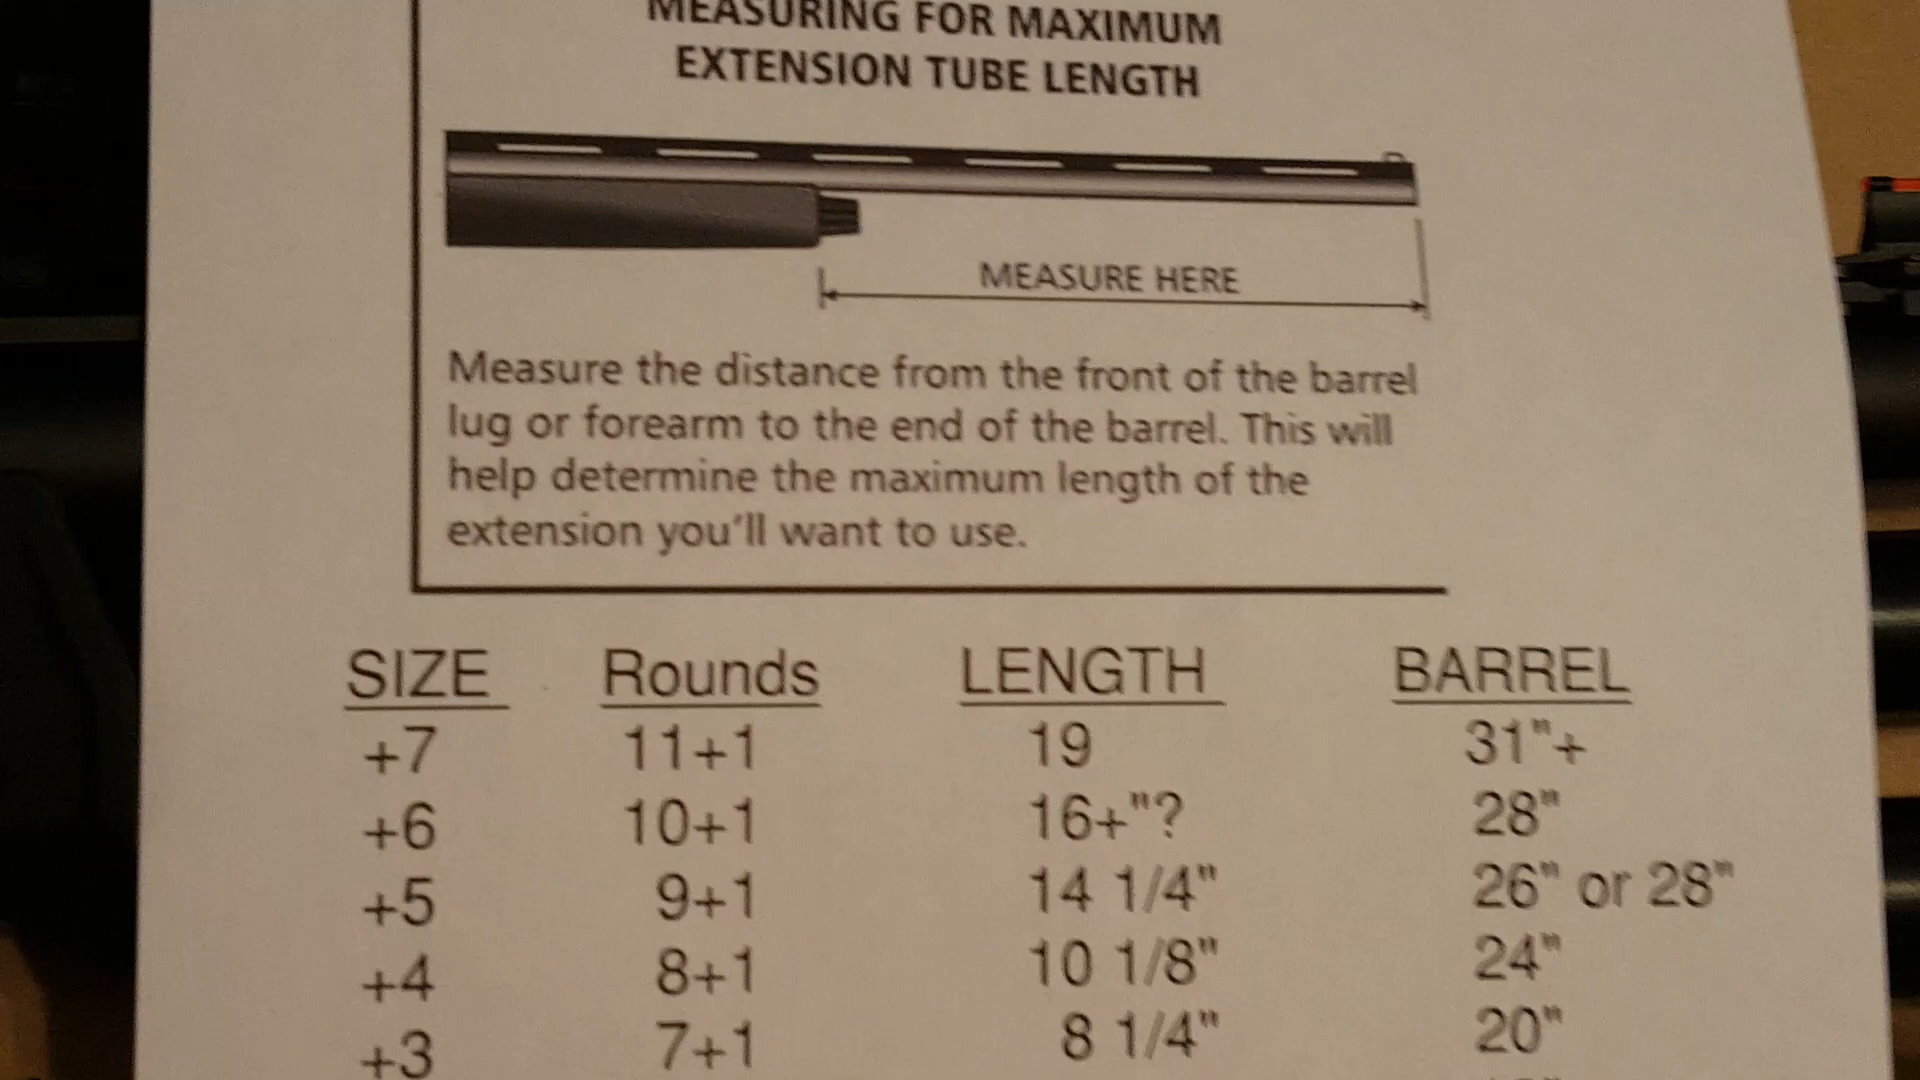 MEASURING FOR MAXIMUM
EXTENSION TUBE LENGTH
MEASURE HERE
Measure the distance from the front of the barrel
lug or forearm to the end of the barrel. This will
help determine the maximum length of the
extension you'll want to use.
SIZE Rounds LENGTH BARREL
+7 11+1 19 31"+
+6 10+1 16+"? 28"
+5 9+1 14 1/4" 26" or 28"
+4 8+1 10 1/8" 24"
+3 7+1 8 1/4" 20"